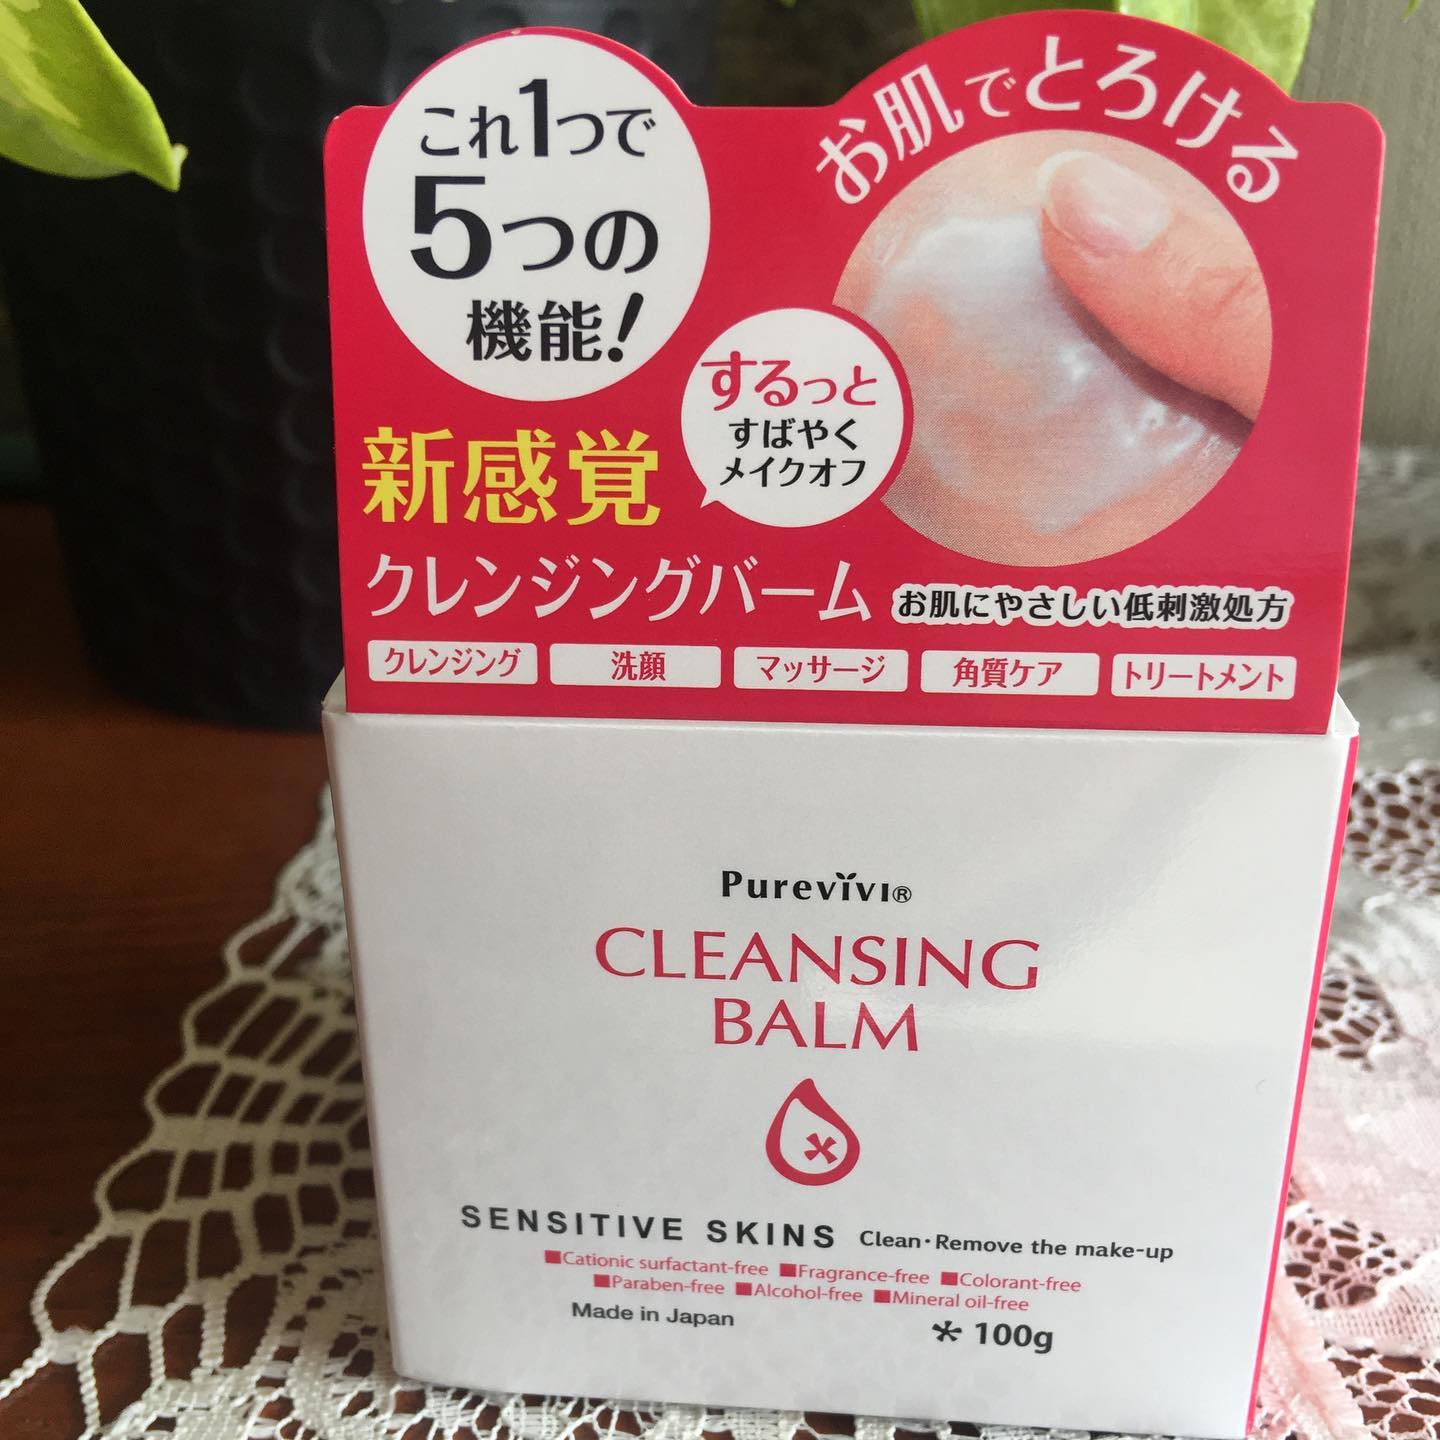 これ1つで
5つの
機能!
お肌でとろける
するっと
すばやく
メイクオフ
新感覚
クレンジングバーム お肌にやさしい低刺激処方
クレンジング 洗顔 マッサージ 角質ケア トリートメント
Purevivi®
CLEANSING
BALM
SENSITIVE SKINS Clean・Remove the make-up
■Cationic surfactant-free ■Fragrance-free ■Colorant-free
■Paraben-free ■Alcohol-free ■Mineral oil-free
Made in Japan
* 100g